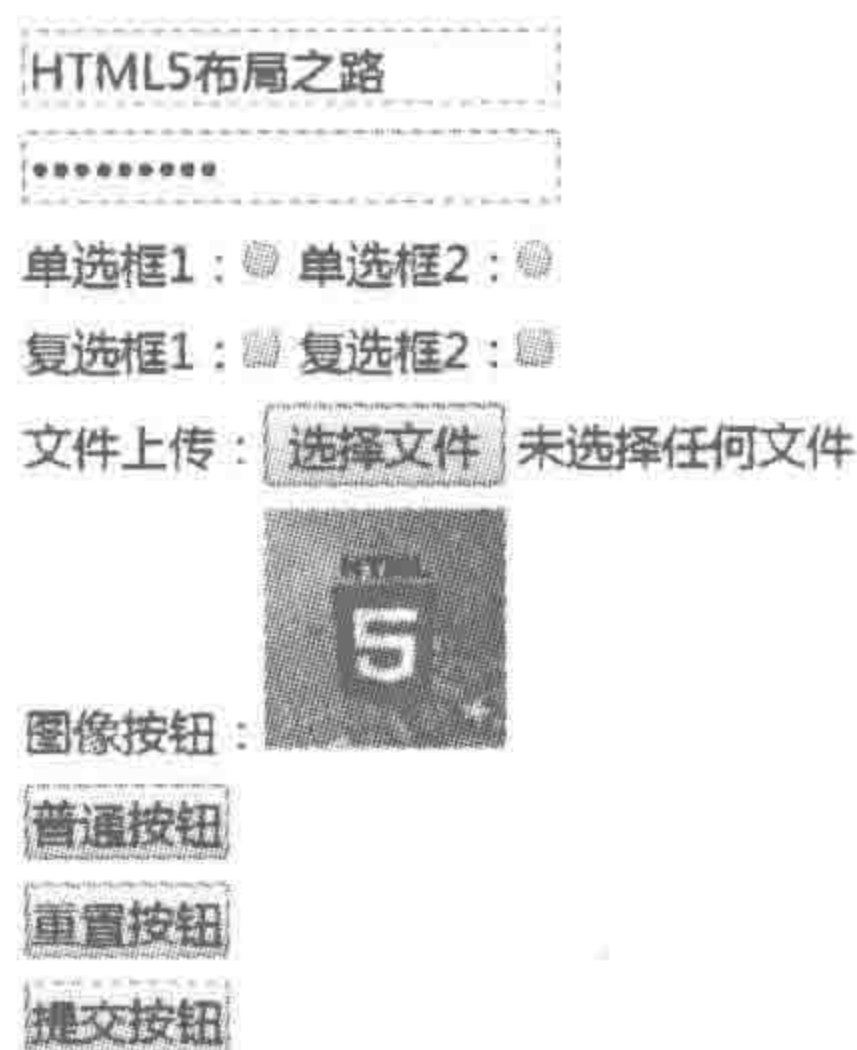 HTML5布局之路
•••••••••
单选框1： 单选框2：
复选框1： 复选框2：
文件上传： 选择文件 未选择任何文件
HTML
5
图像按钮：
普通按钮
重置按钮
提交按钮